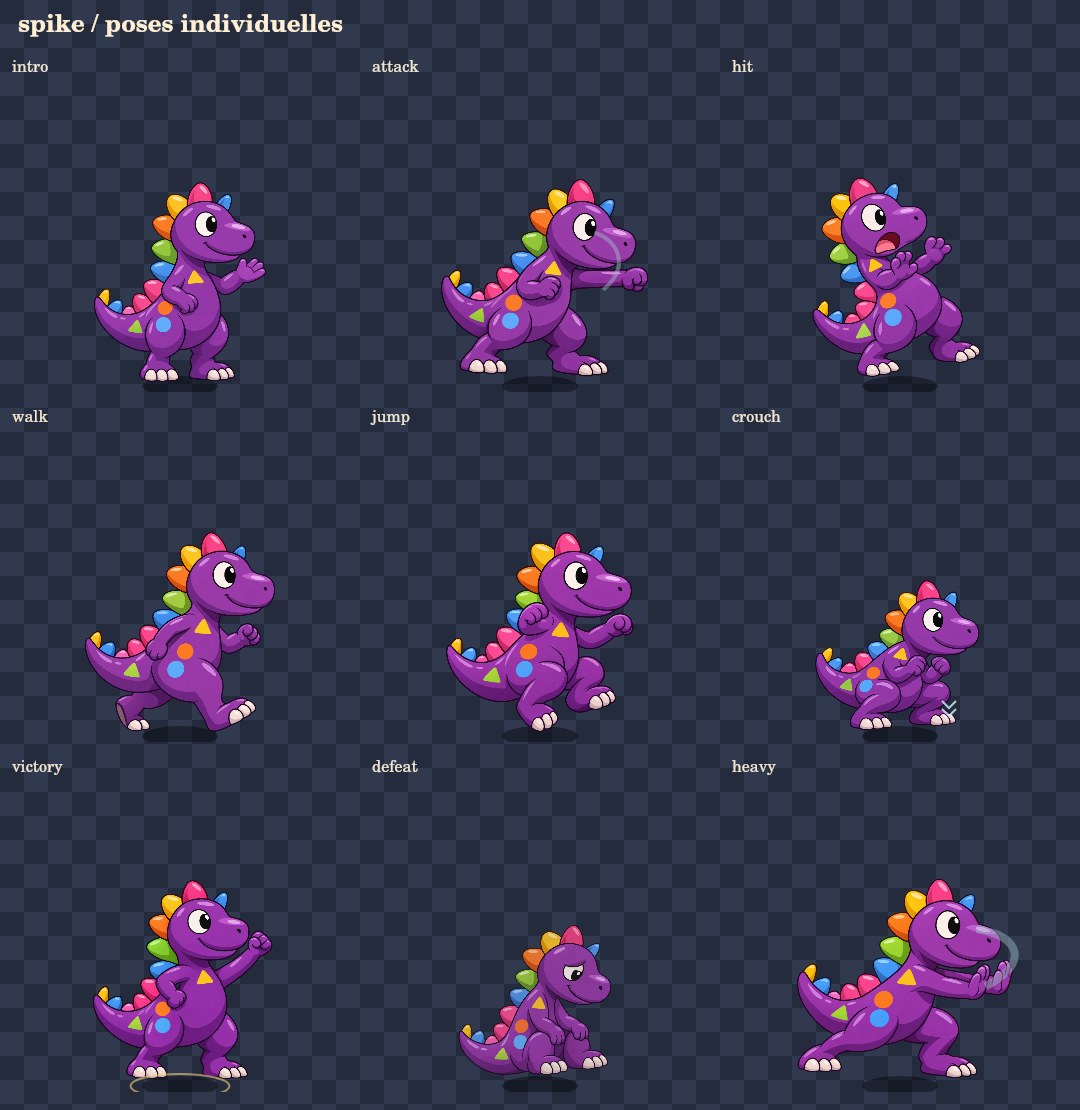 spike / poses individuelles
intro
attack
hit
walk
jump
crouch
victory
defeat
heavy